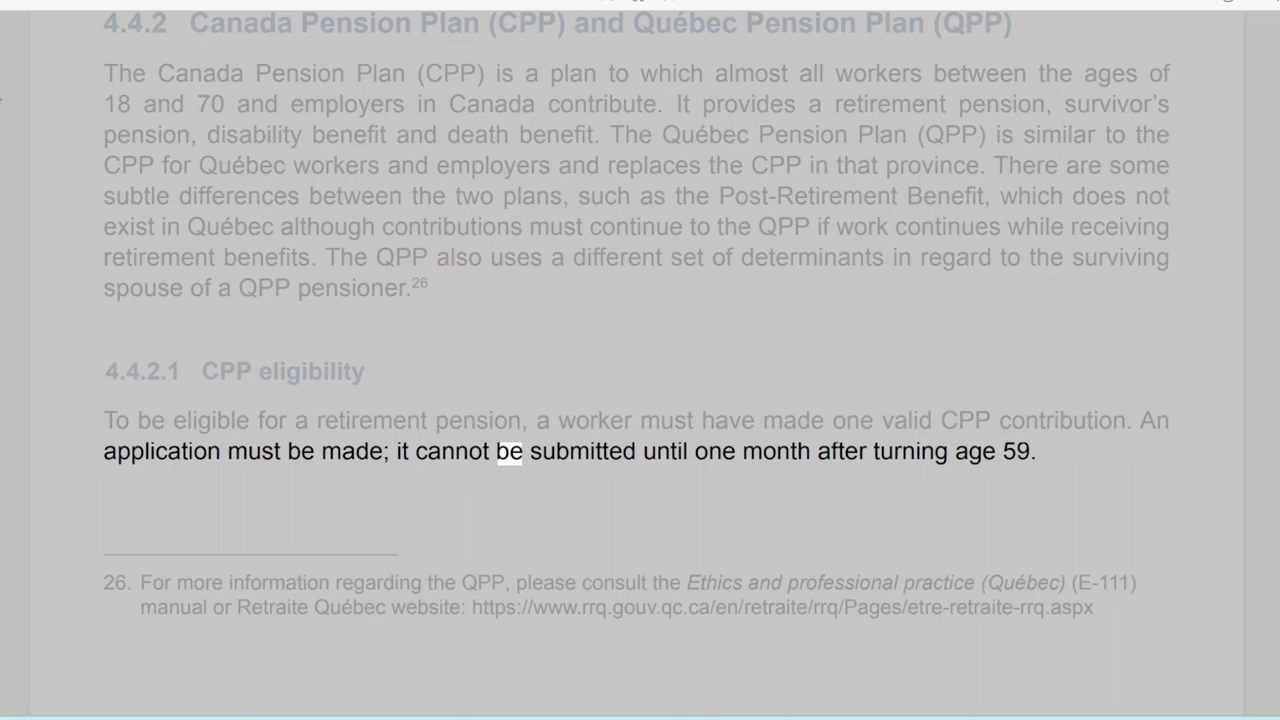 4.4.2 Canada Pension Plan (CPP) and Québec Pension Plan (QPP)
The Canada Pension Plan (CPP) is a plan to which almost all workers between the ages of
18 and 70 and employers in Canada contribute. It provides a retirement pension, survivor’s
pension, disability benefit and death benefit. The Québec Pension Plan (QPP) is similar to the
CPP for Québec workers and employers and replaces the CPP in that province. There are some
subtle differences between the two plans, such as the Post-Retirement Benefit, which does not
exist in Québec although contributions must continue to the QPP if work continues while receiving
retirement benefits. The QPP also uses a different set of determinants in regard to the surviving
spouse of a QPP pensioner.26
4.4.2.1 CPP eligibility
To be eligible for a retirement pension, a worker must have made one valid CPP contribution. An
application must be made; it cannot be submitted until one month after turning age 59.
26. For more information regarding the QPP, please consult the Ethics and professional practice (Québec) (E-111)
manual or Retraite Québec website: https://www.rrq.gouv.qc.ca/en/retraite/rrq/Pages/etre-retraite-rrq.aspx